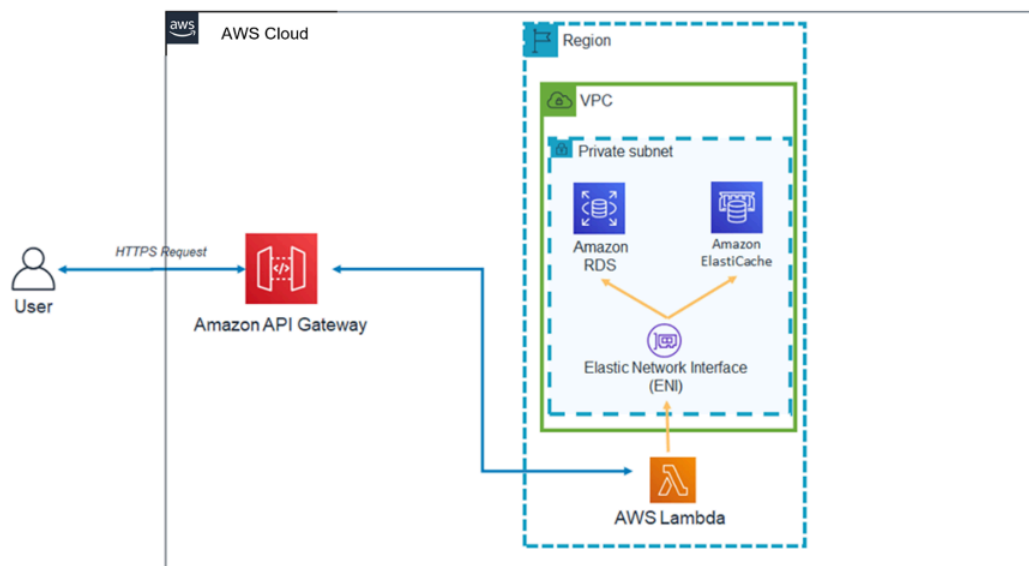 aws
AWS Cloud
Region
VPC
Private subnet
Amazon
RDS
Amazon
ElastiCache
HTTPS Request
User
Amazon API Gateway
</>
Elastic Network Interface
(ENI)
AWS Lambda